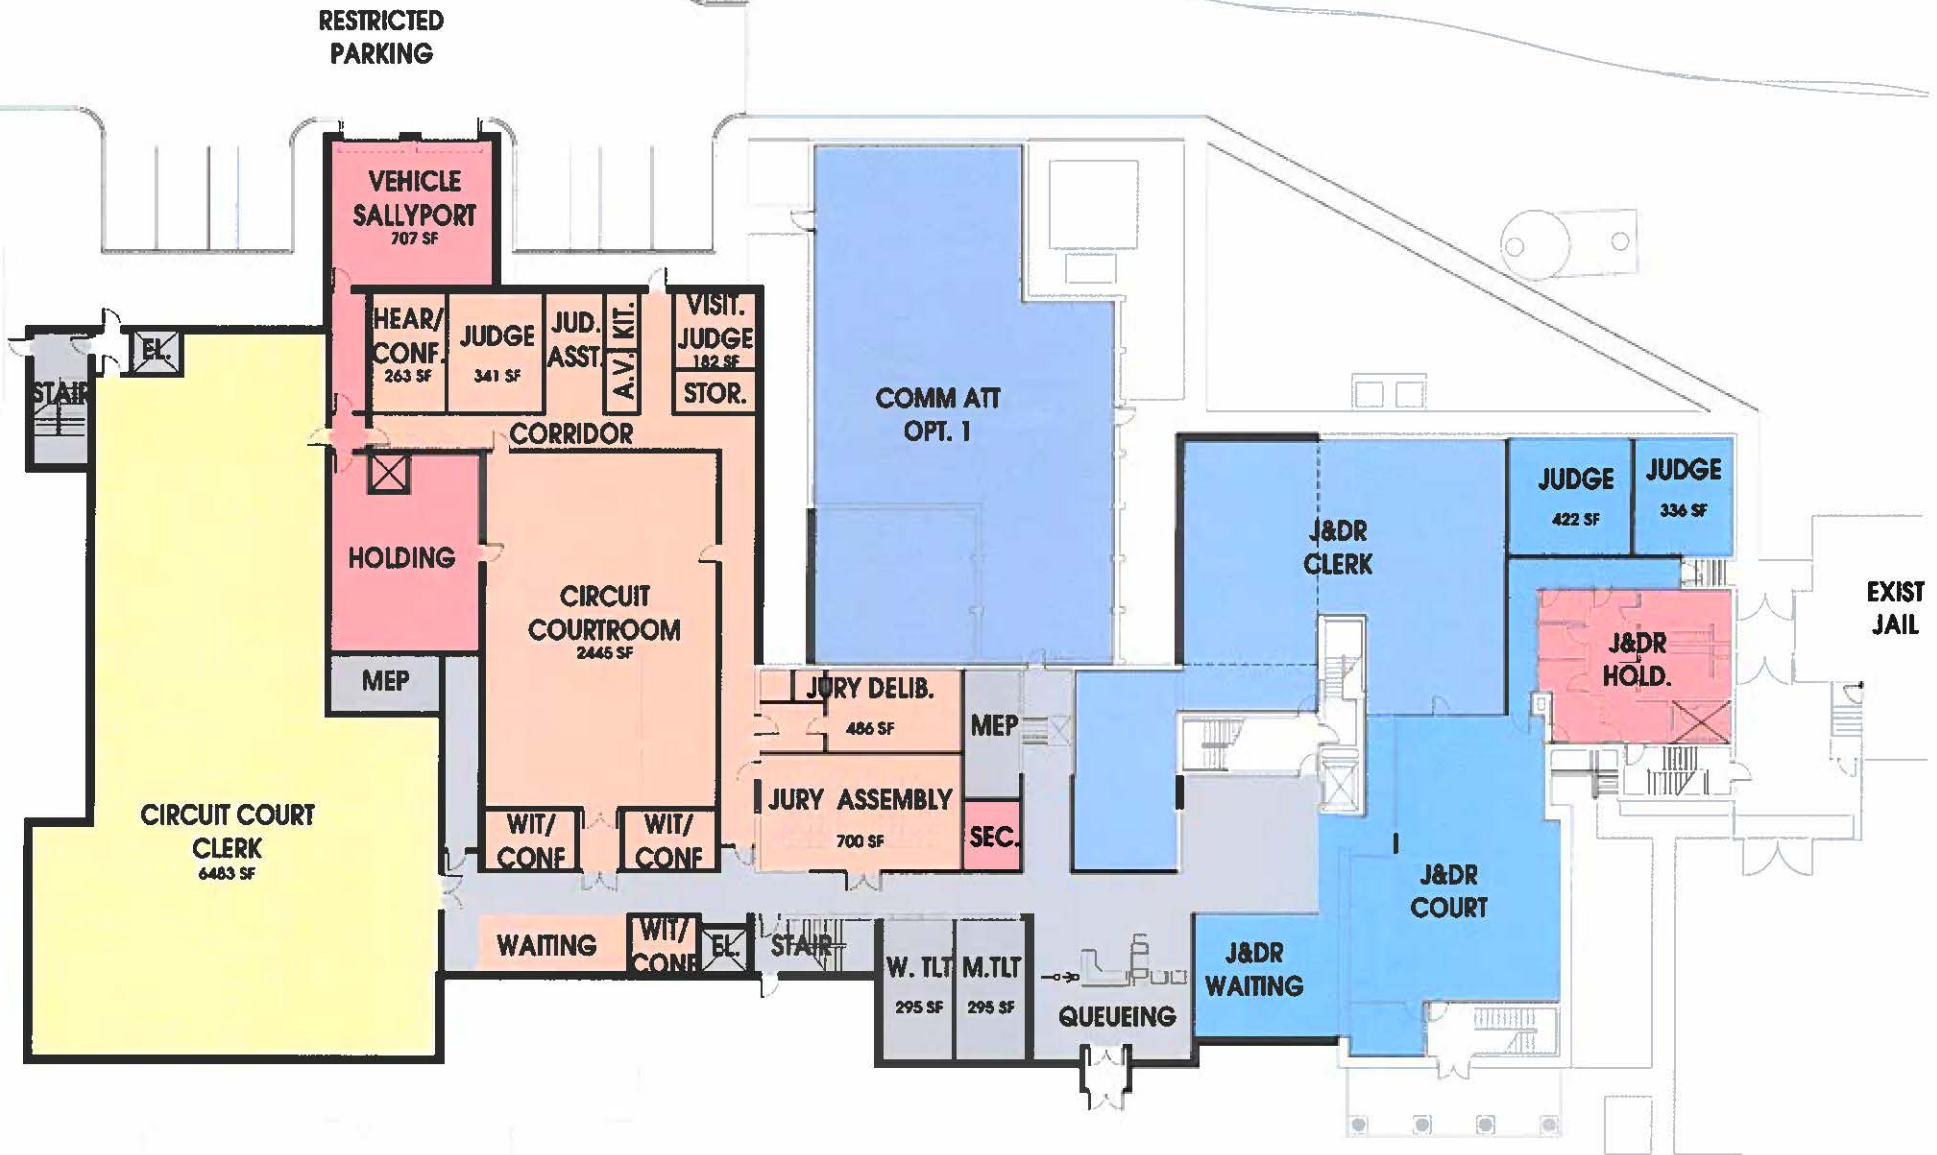 RESTRICTED
PARKING
VEHICLE
SALLYPORT
707 SF
HEAR/
CONF.
263 SF
JUDGE
341 SF
JUD.
ASST.
KIT.
A.V.
VISIT.
JUDGE
182 SF
STOR.
EL.
STAIR
CORRIDOR
COMM ATT
OPT. 1
JUDGE
422 SF
JUDGE
336 SF
J&DR
CLERK
HOLDING
CIRCUIT
COURTROOM
2445 SF
EXIST
JAIL
J&DR
HOLD.
MEP
JURY DELIB.
486 SF
MEP
CIRCUIT COURT
CLERK
6483 SF
JURY ASSEMBLY
700 SF
SEC.
WIT/
CONF
WIT/
CONF
J&DR
COURT
WAITING
WIT/
CONF
EL.
STAIR
W. TLT
295 SF
M.TLT
295 SF
QUEUEING
J&DR
WAITING